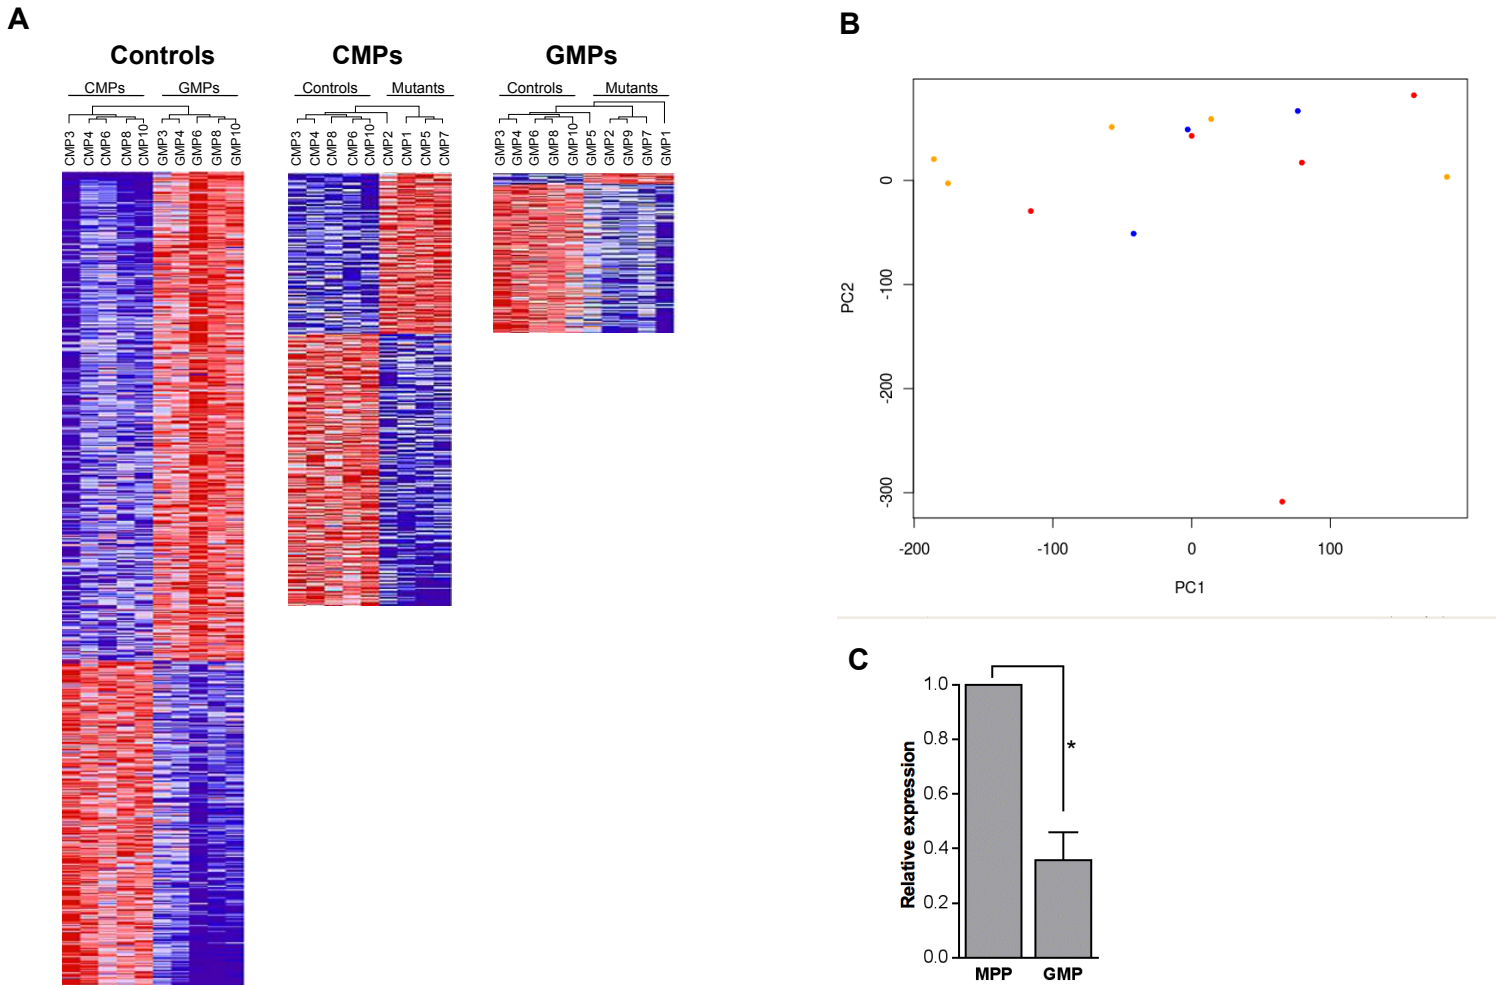 A
Controls
CMPs
GMPs
CMPs
GMPs
Controls
Mutants
Controls
Mutants
CMP3
CMP4
CMP6
CMP8
CMP10
GMP3
GMP4
GMP6
GMP8
GMP10
CMP3
CMP4
CMP8
CMP6
CMP10
CMP2
CMP1
CMP5
CMP7
GMP3
GMP4
GMP6
GMP8
GMP10
GMP5
GMP2
GMP9
GMP7
GMP1
B
PC2
0
-100
-200
-300
-200
-100
0
100
PC1
C
Relative expression
1.0
0.8
0.6
0.4
0.2
0.0
*
MPP
GMP